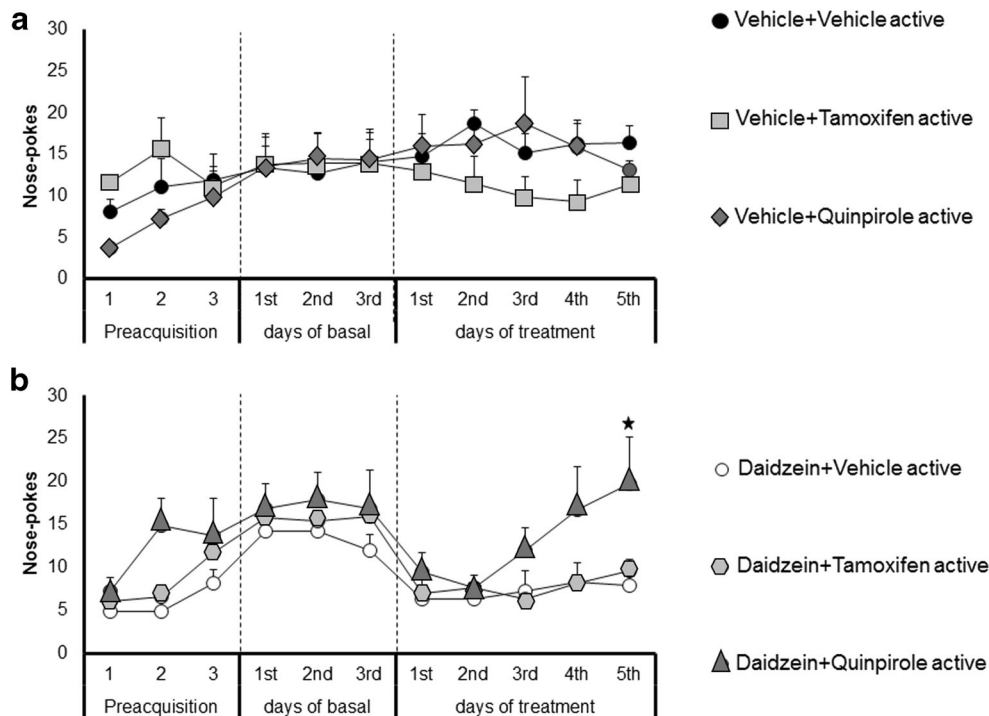 a
Nose-pokes
30
25
20
15
10
5
0
1 2 3 1st 2nd 3rd 1st 2nd 3rd 4th 5th
Preacquisition days of basal days of treatment
Vehicle+Vehicle active
Vehicle+Tamoxifen active
Vehicle+Quinpirole active
b
Nose-pokes
30
25
20
15
10
5
0
1 2 3 1st 2nd 3rd 1st 2nd 3rd 4th 5th
Preacquisition days of basal days of treatment
Daidzein+Vehicle active
Daidzein+Tamoxifen active
Daidzein+Quinpirole active